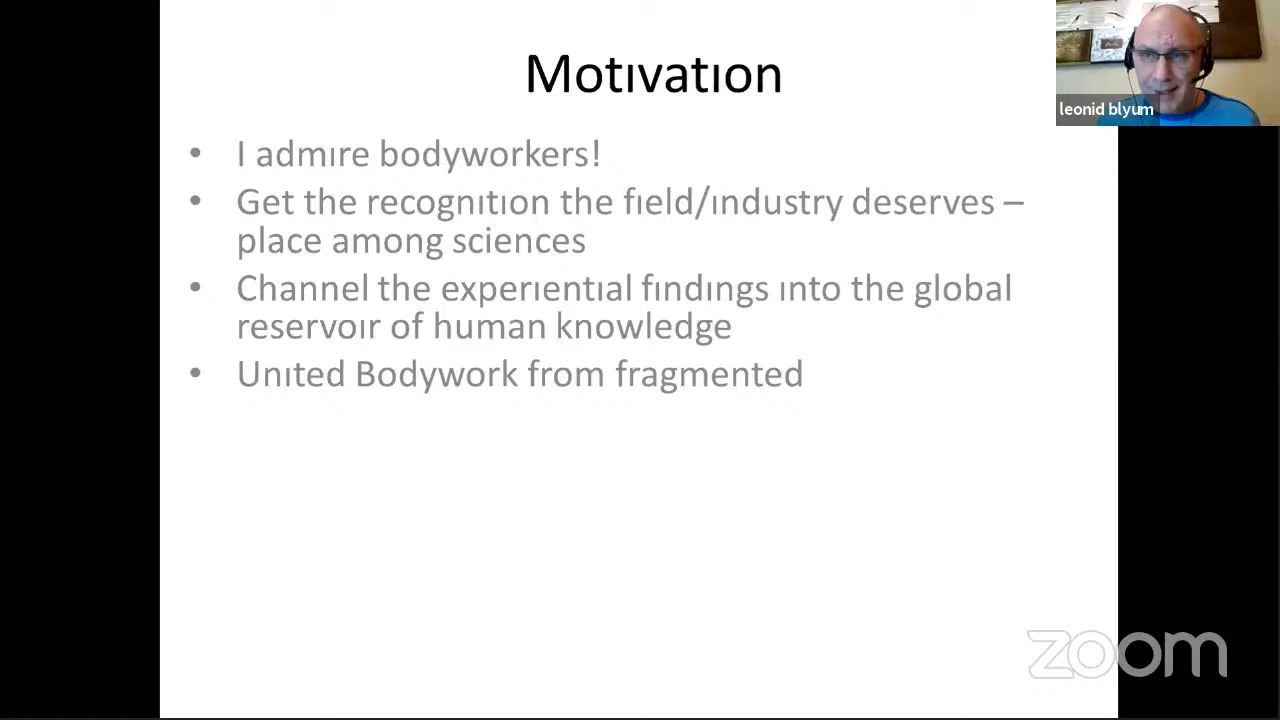 Motivation
leonid blyum
• I admire bodyworkers!
• Get the recognition the field/industry deserves –
place among sciences
• Channel the experiential findings into the global
reservoir of human knowledge
• United Bodywork from fragmented
zoom